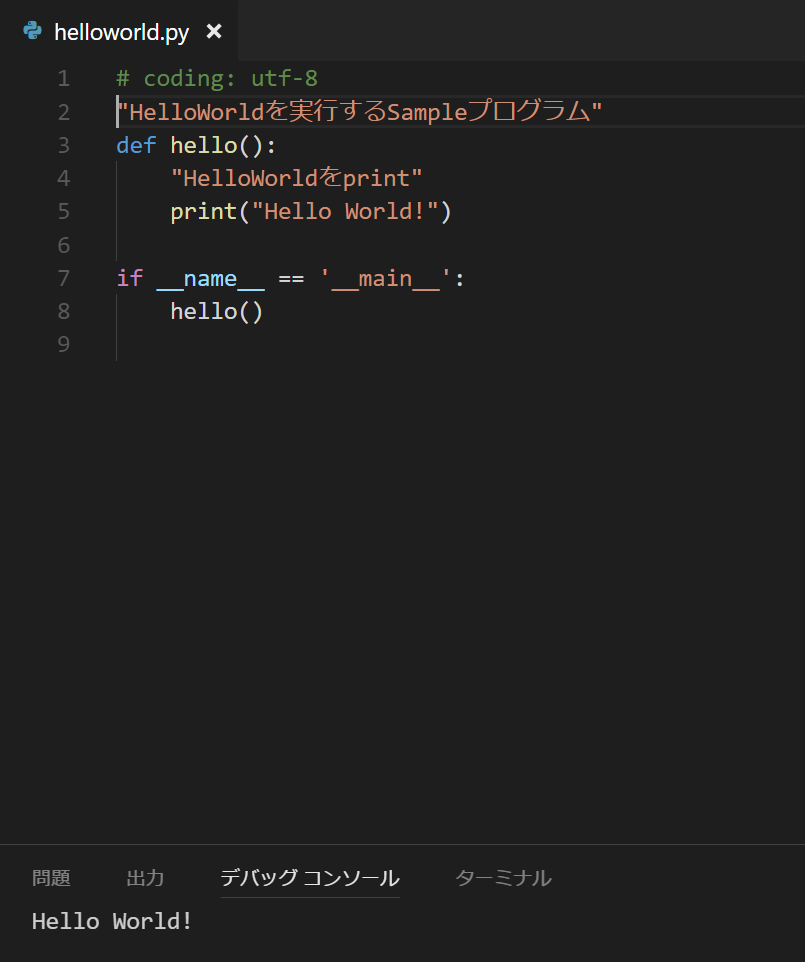 helloworld.py ×
1 # coding: utf-8
2 "HelloWorldを実行するSampleプログラム"
3 def hello():
4     "HelloWorldをprint"
5     print("Hello World!")
6
7 if __name__ == '__main__':
8     hello()
9
問題 出力 デバッグ コンソール ターミナル
Hello World!